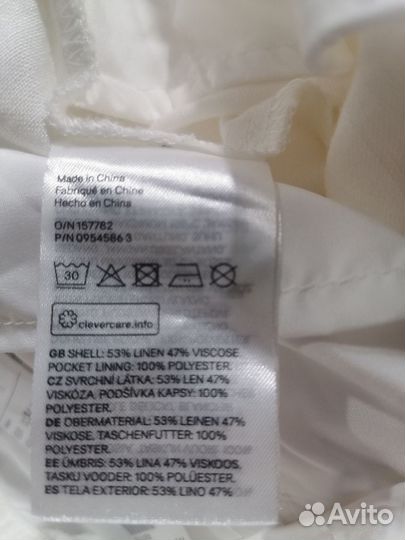 Made in China
Fabriqué en Chine
Hecho en China
O/N 157782
P/N 0954586 3
30
clevercare.info
GB SHELL: 53% LINEN 47% VISCOSE
POCKET LINING: 100% POLYESTER.
CZ SVRCHNÍ LÁTKA: 53% LEN 47%
VISKÓZA, PODŠÍVKA KAPSY: 100%
POLYESTER.
DE OBERMATERIAL: 53% LEINEN 47%
VISKOSE, TASCHENFUTTER: 100%
POLYESTER.
EE ÜMBRIS: 53% LINA 47% VISKOOS.
TASKU VOODER: 100% POLÜESTER.
ES TELA EXTERIOR: 53% LINO 47%
Avito